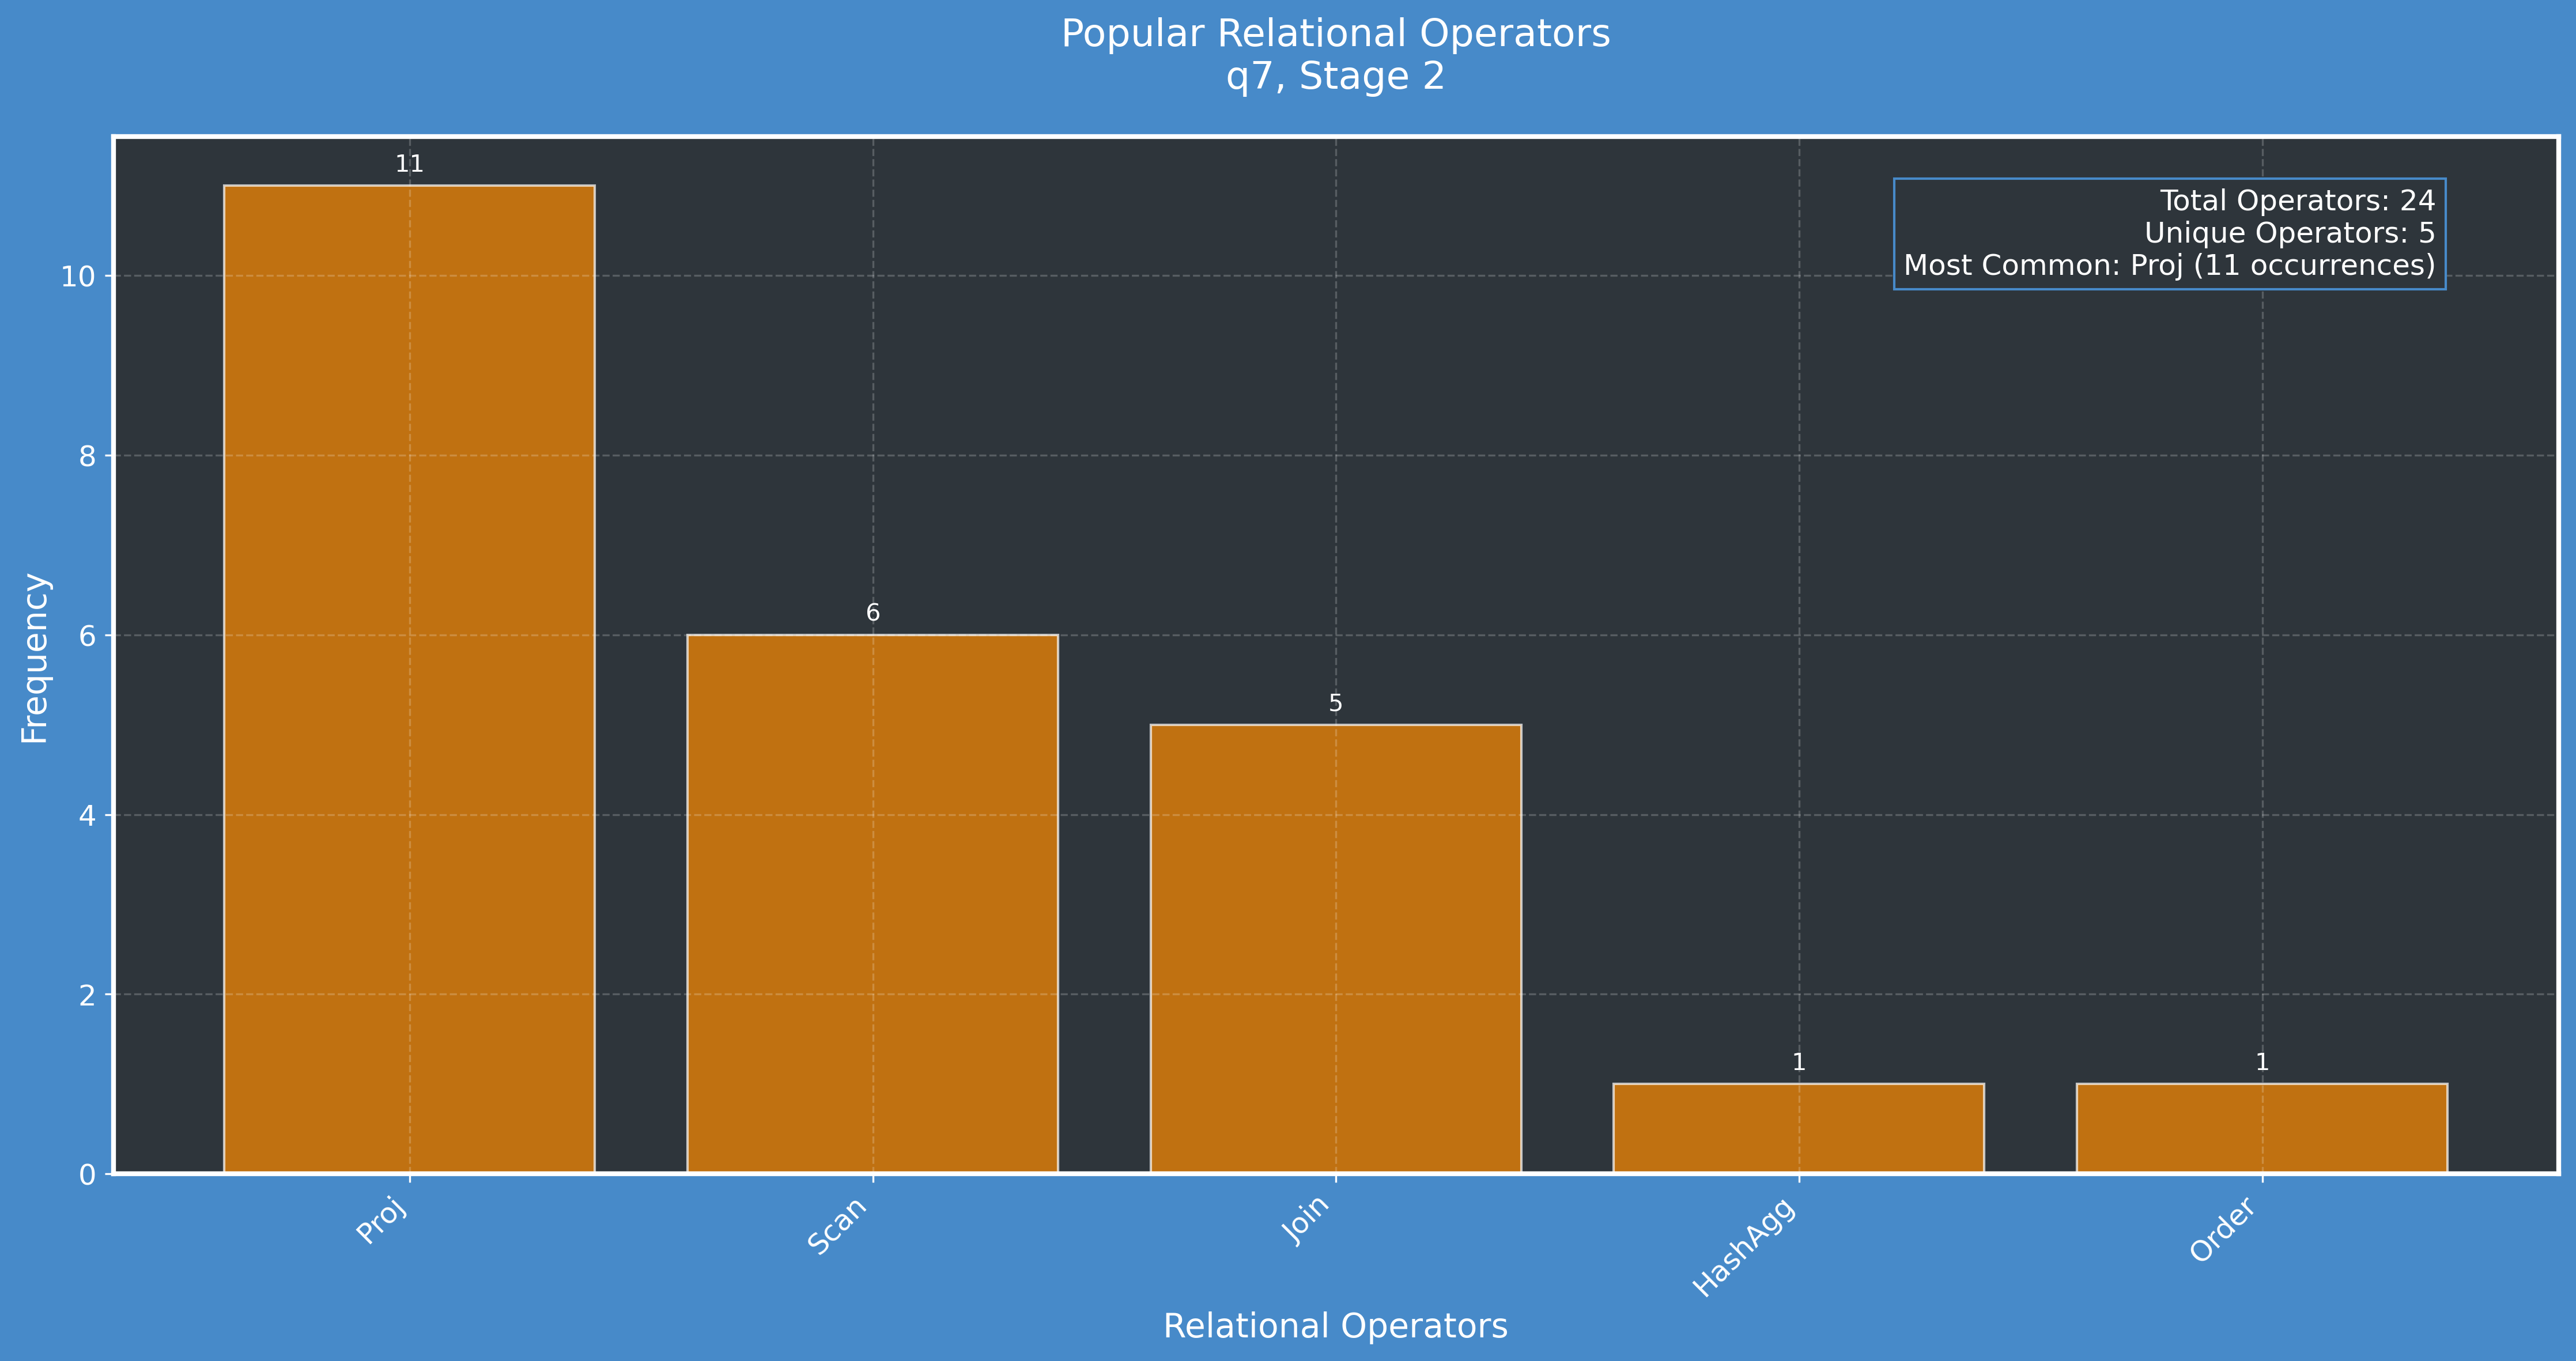 Popular Relational Operators
q7, Stage 2
Total Operators: 24
Unique Operators: 5
Most Common: Proj (11 occurrences)
Frequency
10
8
6
4
2
0
11
6
5
1
1
Proj
Scan
Join
HashAgg
Order
Relational Operators